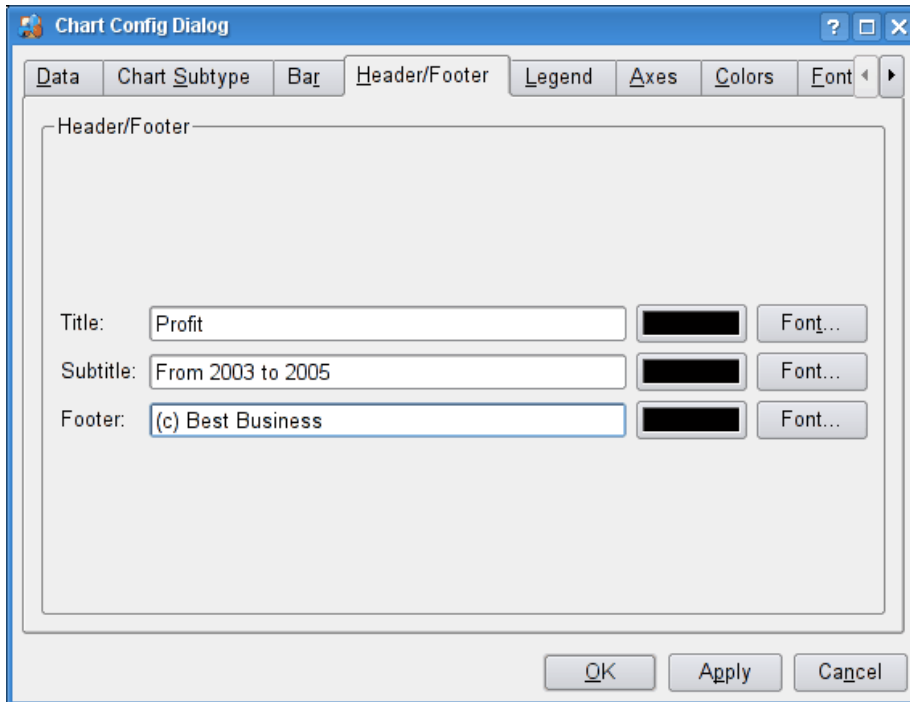 Chart Config Dialog
Data Chart Subtype Bar Header/Footer Legend Axes Colors Font
Header/Footer
Title: Profit Font...
Subtitle: From 2003 to 2005 Font...
Footer: (c) Best Business Font...
OK Apply Cancel